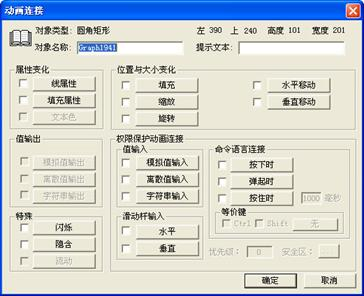 动画连接
对象类型: 圆角矩形 左 390 上 240 高度 101 宽度 201
对象名称: Graph1941 提示文本:
属性变化
线属性
填充属性
文本色
位置与大小变化
填充 水平移动
缩放 垂直移动
旋转
值输出
模拟值输出
离散值输出
字符串输出
权限保护动画连接
值输入
模拟值输入
离散值输入
字符串输入
命令语言连接
按下时
弹起时
按住时 1000 毫秒
等价键
Ctrl Shift 无
特殊
闪烁
隐含
流动
滑动杆输入
水平
垂直
优先级: 0 安全区: ...
确定 取消